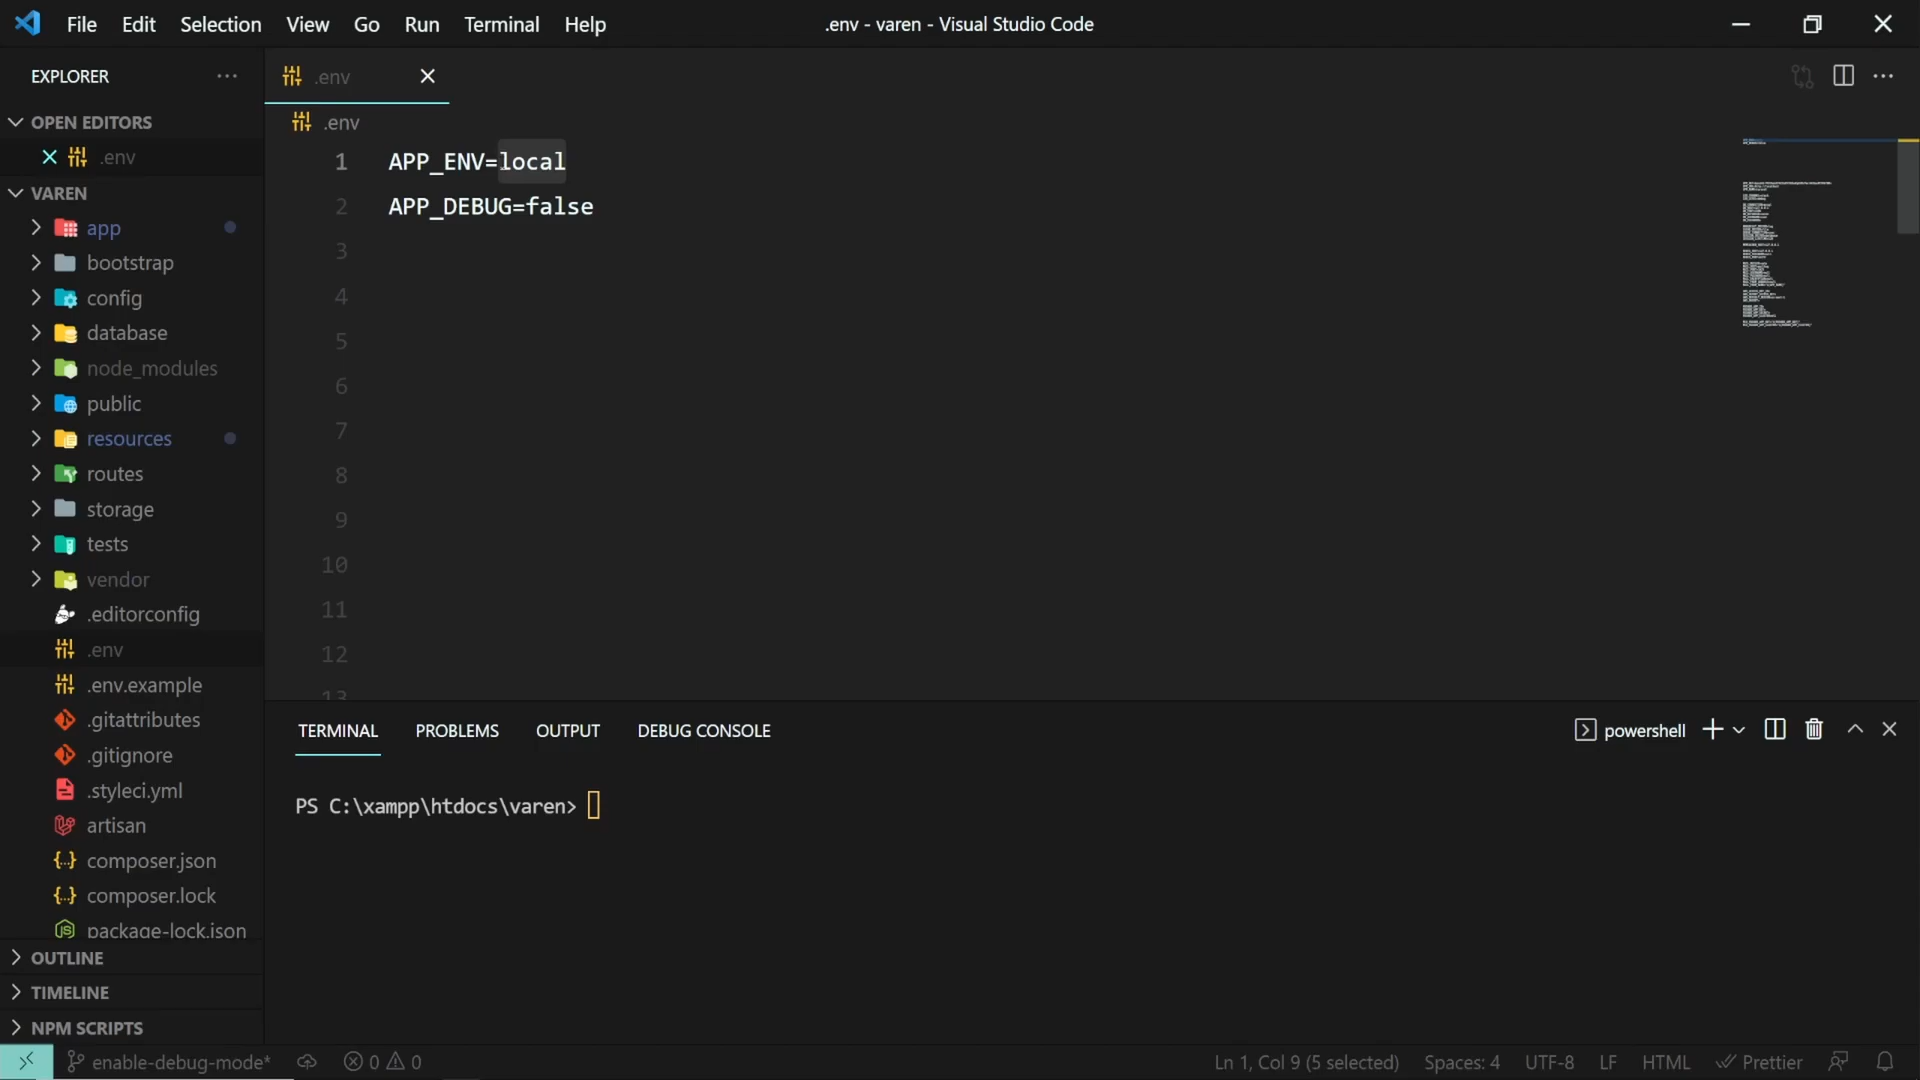 File Edit Selection View Go Run Terminal Help
.env - varen - Visual Studio Code
EXPLORER
OPEN EDITORS
.env
VAREN
app
bootstrap
config
database
node_modules
public
resources
routes
storage
tests
vendor
.editorconfig
.env
.env.example
.gitattributes
.gitignore
.styleci.yml
artisan
composer.json
composer.lock
package-lock.json
OUTLINE
TIMELINE
NPM SCRIPTS
.env
.env
1 APP_ENV=local
2 APP_DEBUG=false
3
4
5
6
7
8
9
10
11
12
13
TERMINAL PROBLEMS OUTPUT DEBUG CONSOLE
powershell
PS C:\xampp\htdocs\varen>
enable-debug-mode* 0 0
Ln 1, Col 9 (5 selected) Spaces: 4 UTF-8 LF HTML Prettier